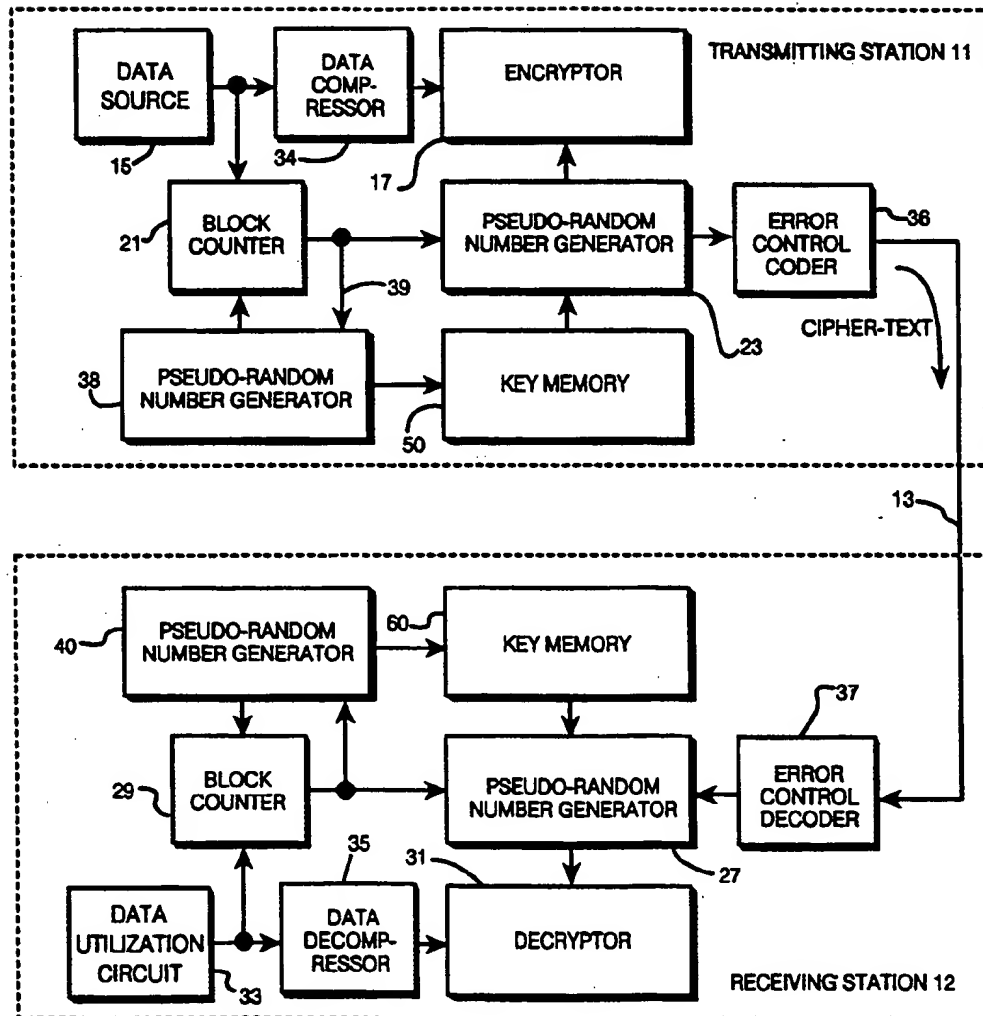 TRANSMITTING STATION 11
DATA
SOURCE
15
DATA
COMP-
RESSOR
34
ENCRYPTOR
17
BLOCK
COUNTER
21
39
PSEUDO-RANDOM
NUMBER GENERATOR
23
ERROR
CONTROL
CODER
36
CIPHER-TEXT
PSEUDO-RANDOM
NUMBER GENERATOR
38
KEY MEMORY
50
13
PSEUDO-RANDOM
NUMBER GENERATOR
40
KEY MEMORY
60
BLOCK
COUNTER
29
PSEUDO-RANDOM
NUMBER GENERATOR
27
ERROR
CONTROL
DECODER
37
DATA
UTILIZATION
CIRCUIT
33
DATA
DECOMP-
RESSOR
35
DECRYPTOR
31
RECEIVING STATION 12